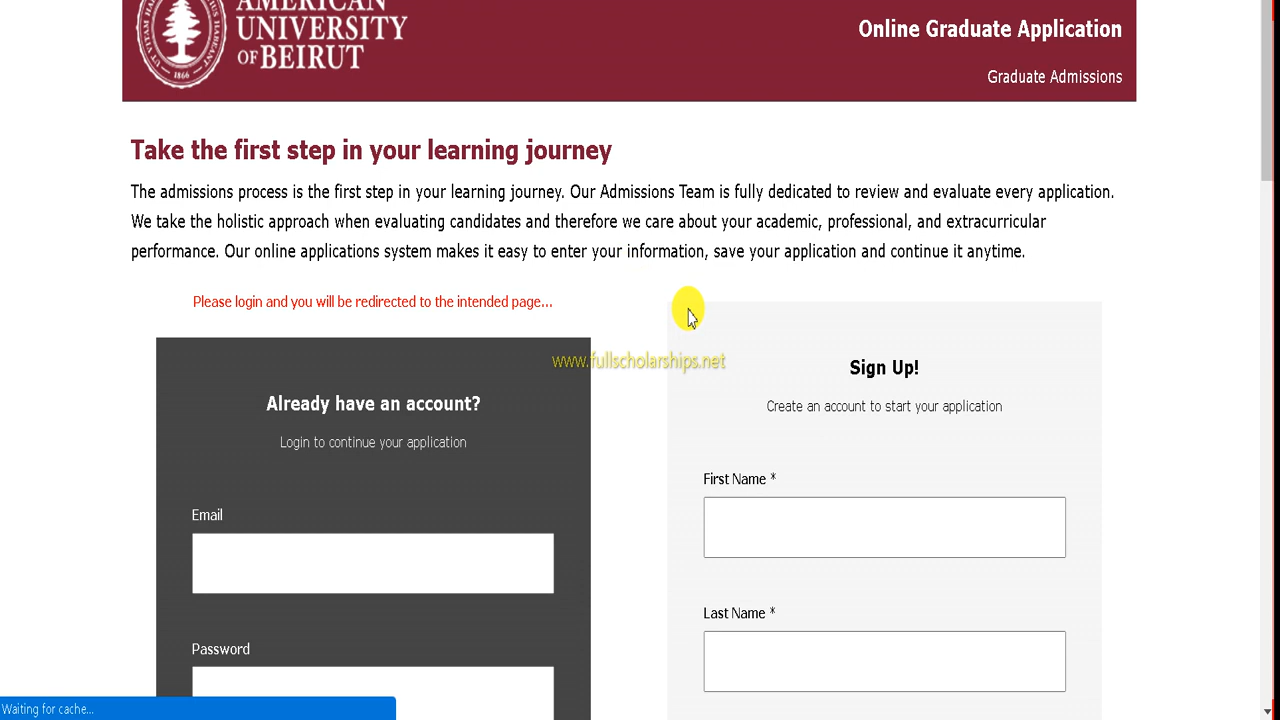 AMERICAN
UNIVERSITY
OF BEIRUT
1866
Online Graduate Application
Graduate Admissions
Take the first step in your learning journey
The admissions process is the first step in your learning journey. Our Admissions Team is fully dedicated to review and evaluate every application.
We take the holistic approach when evaluating candidates and therefore we care about your academic, professional, and extracurricular
performance. Our online applications system makes it easy to enter your information, save your application and continue it anytime.
Please login and you will be redirected to the intended page...
www.fullscholarships.net
Already have an account?
Login to continue your application
Email
Password
Sign Up!
Create an account to start your application
First Name *
Last Name *
Waiting for cache...